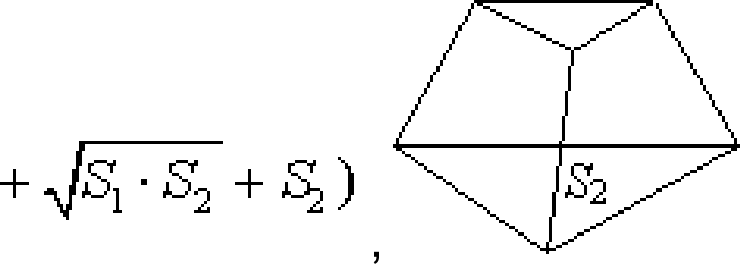 + √(S₁ · S₂) + S₂) ,
S₂